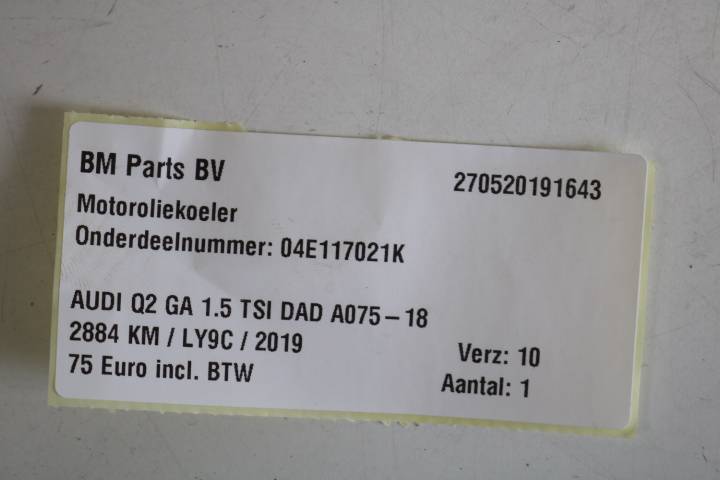 BM Parts BV 270520191643
Motoroliekoeler
Onderdeelnummer: 04E117021K
AUDI Q2 GA 1.5 TSI DAD A075-18
2884 KM / LY9C / 2019 Verz: 10
75 Euro incl. BTW Aantal: 1